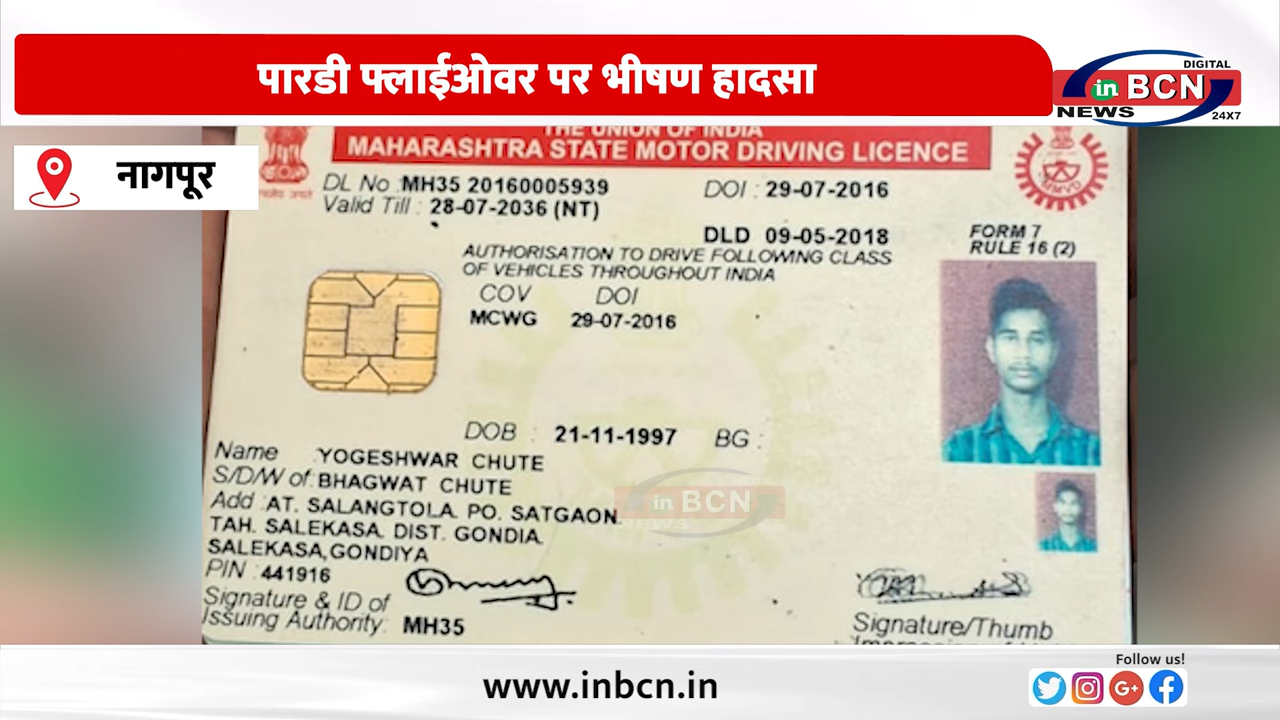 पारडी फ्लाईओवर पर भीषण हादसा
DIGITAL
in BCN
NEWS 24X7
नागपूर
THE UNION OF INDIA
MAHARASHTRA STATE MOTOR DRIVING LICENCE
DL No : MH35 20160005939 DOI : 29-07-2016
Valid Till : 28-07-2036 (NT)
DLD 09-05-2018
FORM 7
RULE 16 (2)
AUTHORISATION TO DRIVE FOLLOWING CLASS
OF VEHICLES THROUGHOUT INDIA
COV DOI
MCWG 29-07-2016
MMVD
DOB : 21-11-1997 BG :
Name : YOGESHWAR CHUTE
S/D/W of : BHAGWAT CHUTE
Add : AT. SALANGTOLA. PO. SATGAON.
TAH. SALEKASA. DIST. GONDIA.
SALEKASA,GONDIYA
PIN : 441916
Signature & ID of
Issuing Authority: MH35
Signature/Thumb
in BCN
NEWS
www.inbcn.in
Follow us!